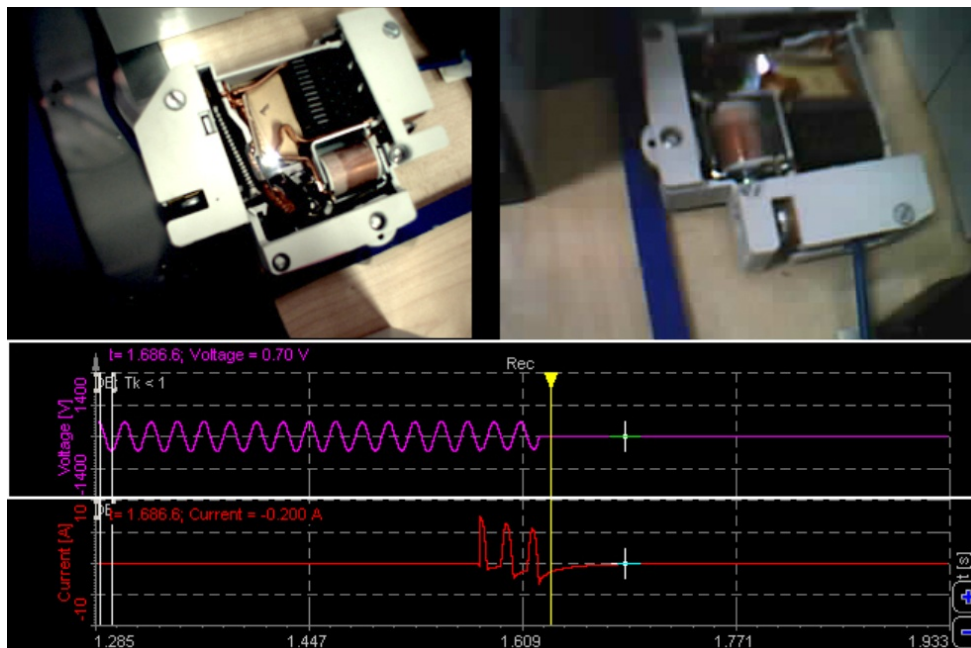 t= 1.686.6; Voltage = 0.70 V
Rec
Tk < 1
Voltage [V]
1400
-1400
t= 1.686.6; Current = -0.200 A
Current [A]
10
-10
t [s]
+
−
1.285
1.447
1.609
1.771
1.933